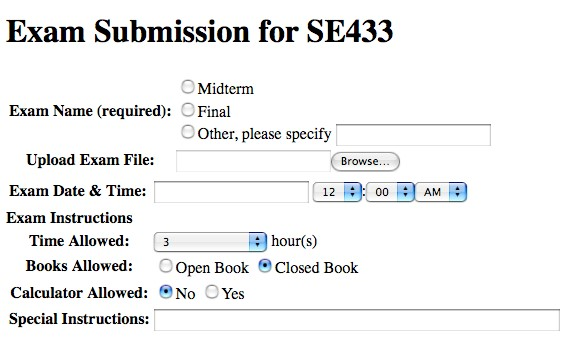 Exam Submission for SE433
Midterm
Exam Name (required): Final
Other, please specify
Upload Exam File: Browse...
Exam Date & Time: 12 : 00 AM
Exam Instructions
Time Allowed: 3 hour(s)
Books Allowed: Open Book Closed Book
Calculator Allowed: No Yes
Special Instructions: